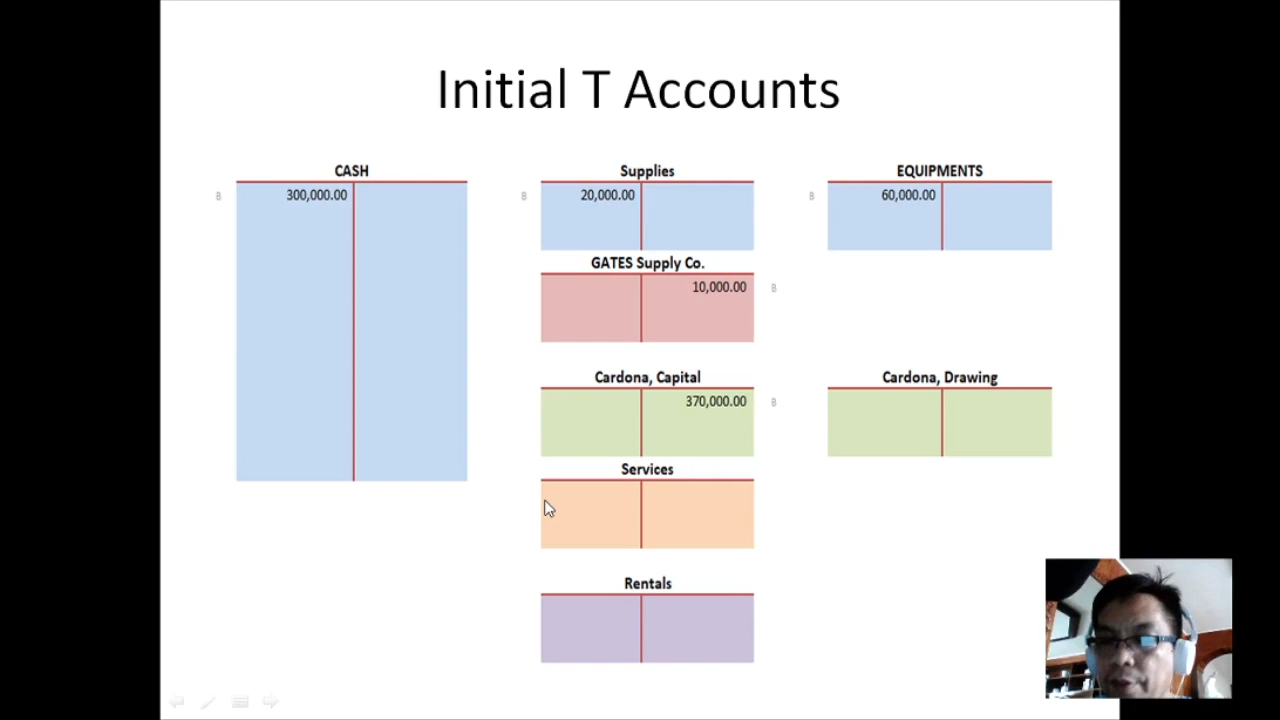 Initial T Accounts
CASH
B 300,000.00
Supplies
B 20,000.00
EQUIPMENTS
B 60,000.00
GATES Supply Co.
10,000.00 B
Cardona, Capital
370,000.00 B
Cardona, Drawing
Services
Rentals